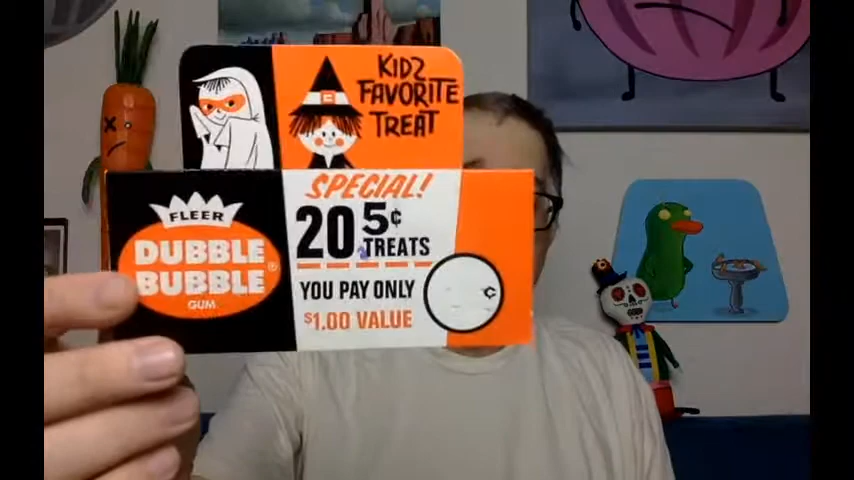 KIDZ
FAVORITE
TREAT
FLEER
DUBBLE
BUBBLE®
GUM
SPECIAL!
20 5¢
TREATS
YOU PAY ONLY
$1.00 VALUE
¢